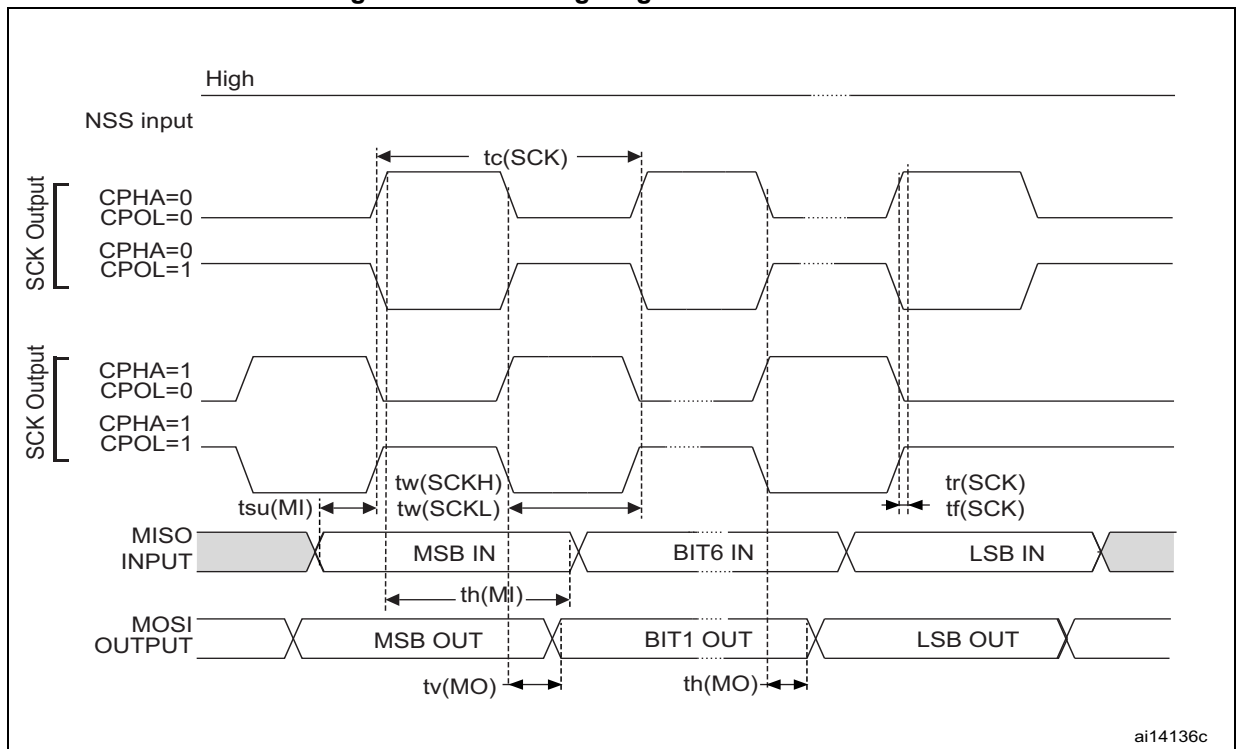 High
NSS input
tc(SCK)
SCK Output
CPHA=0
CPOL=0
CPHA=0
CPOL=1
SCK Output
CPHA=1
CPOL=0
CPHA=1
CPOL=1
tw(SCKH)
tw(SCKL)
tr(SCK)
tf(SCK)
tsu(MI)
MISO
INPUT
MSB IN
BIT6 IN
LSB IN
th(MI)
MOSI
OUTPUT
MSB OUT
BIT1 OUT
LSB OUT
tv(MO)
th(MO)
ai14136c